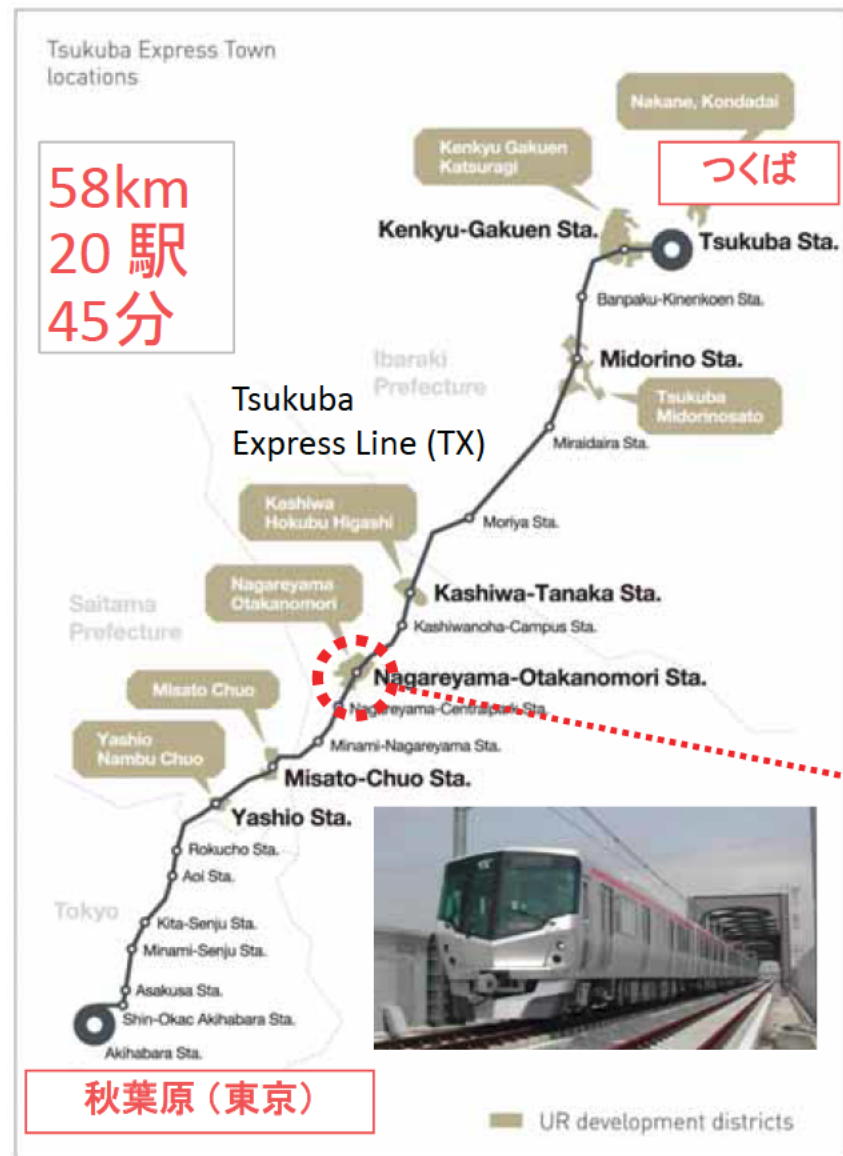 Tsukuba Express Town
locations
58km
20 駅
45分
Nakane, Kondadai
Kenkyu Gakuen
Katsuragi
つくば
Kenkyu-Gakuen Sta.
Tsukuba Sta.
Banpaku-Kinenkoen Sta.
Ibaraki
Prefecture
Midorino Sta.
Tsukuba
Midorinosato
Tsukuba
Express Line (TX)
Miraidaira Sta.
Kashiwa
Hokubu Higashi
Moriya Sta.
Nagareyama
Otakanomori
Kashiwa-Tanaka Sta.
Saitama
Prefecture
Kashiwanoha-Campus Sta.
Nagareyama-Otakanomori Sta.
Misato Chuo
Nagareyama-Centralpark Sta.
Yashio
Nambu Chuo
Minami-Nagareyama Sta.
Misato-Chuo Sta.
Yashio Sta.
Rokucho Sta.
Aoi Sta.
Tokyo
Kita-Senju Sta.
Minami-Senju Sta.
Asakusa Sta.
Shin-Okac Akihabara Sta.
Akihabara Sta.
秋葉原（東京）
UR development districts